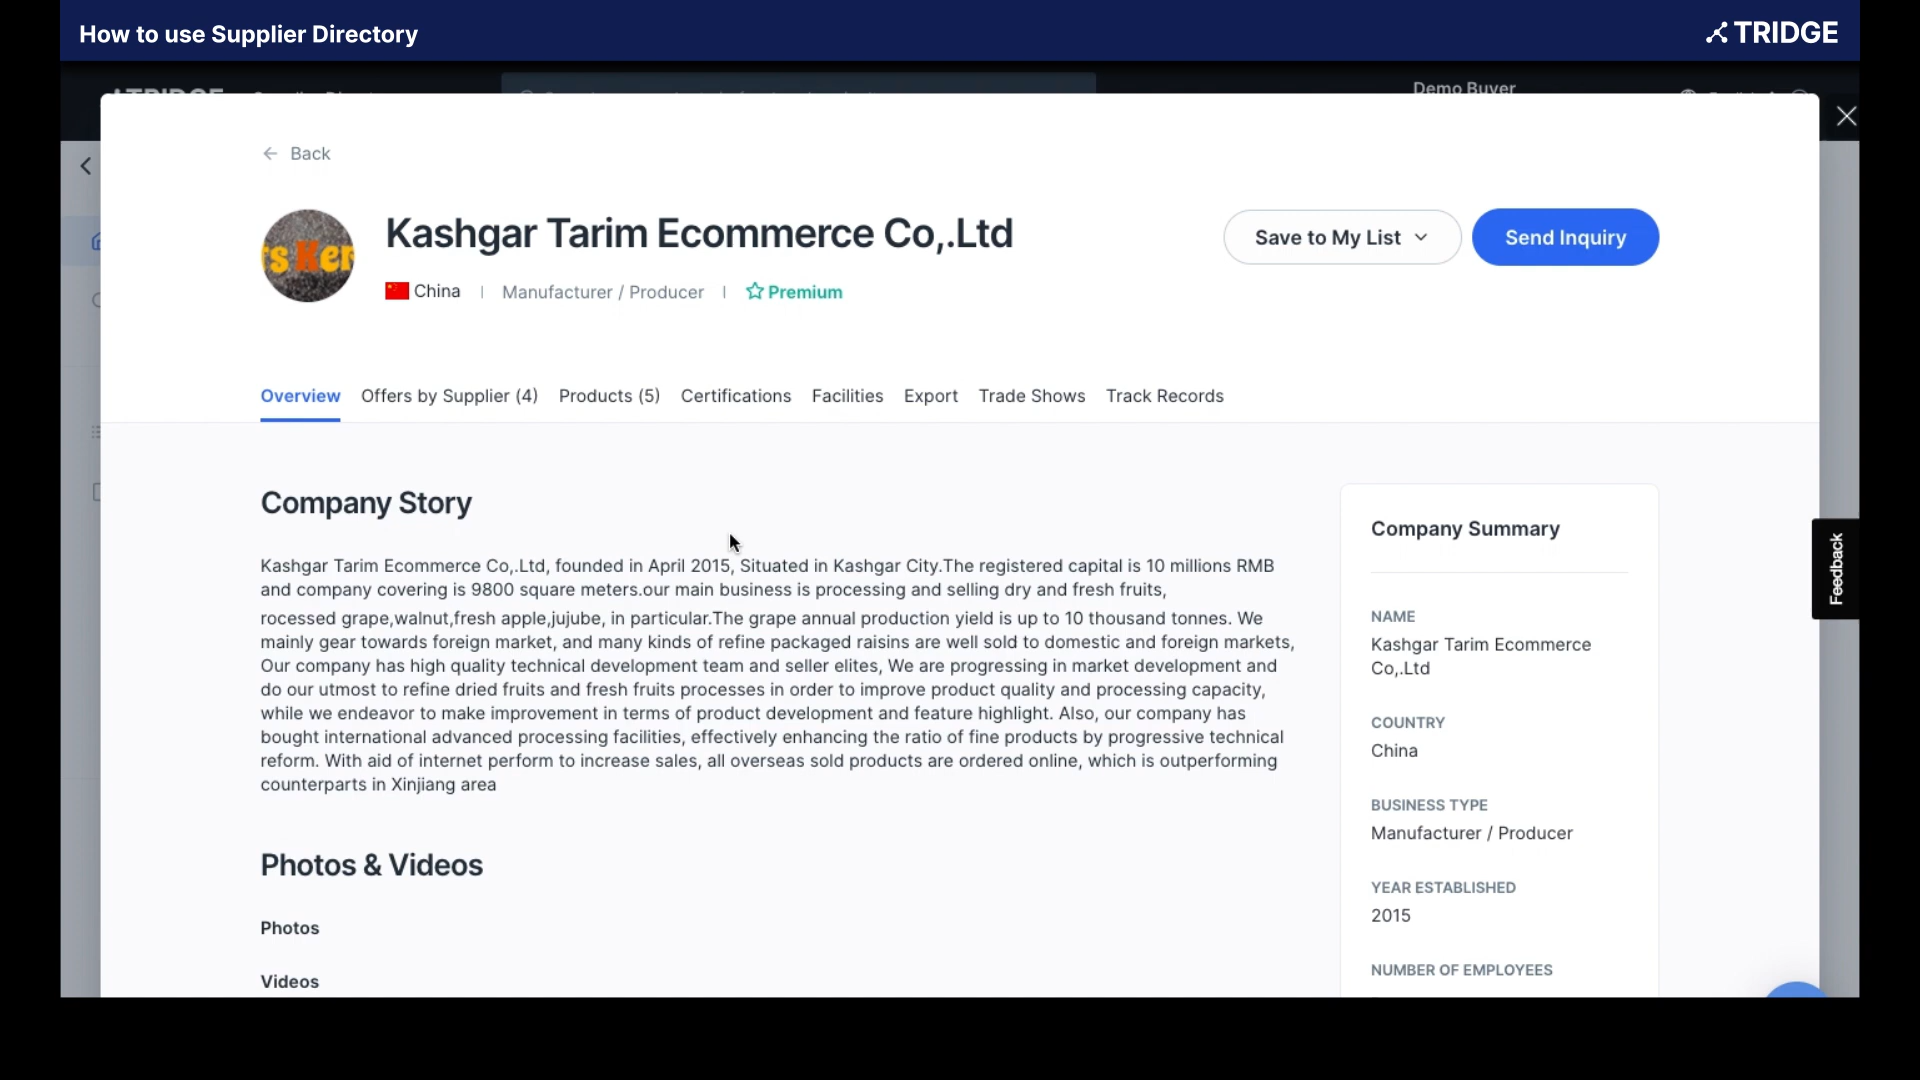 How to use Supplier Directory
TRIDGE
Demo Buyer
Back
Kashgar Tarim Ecommerce Co,.Ltd
Save to My List
Send Inquiry
China | Manufacturer / Producer | Premium
Overview Offers by Supplier (4) Products (5) Certifications Facilities Export Trade Shows Track Records
Company Story
Kashgar Tarim Ecommerce Co,.Ltd, founded in April 2015, Situated in Kashgar City.The registered capital is 10 millions RMB
and company covering is 9800 square meters.our main business is processing and selling dry and fresh fruits,
rocessed grape,walnut,fresh apple,jujube, in particular.The grape annual production yield is up to 10 thousand tonnes. We
mainly gear towards foreign market, and many kinds of refine packaged raisins are well sold to domestic and foreign markets,
Our company has high quality technical development team and seller elites, We are progressing in market development and
do our utmost to refine dried fruits and fresh fruits processes in order to improve product quality and processing capacity,
while we endeavor to make improvement in terms of product development and feature highlight. Also, our company has
bought international advanced processing facilities, effectively enhancing the ratio of fine products by progressive technical
reform. With aid of internet perform to increase sales, all overseas sold products are ordered online, which is outperforming
counterparts in Xinjiang area
Photos & Videos
Photos
Videos
Company Summary
NAME
Kashgar Tarim Ecommerce
Co,.Ltd
COUNTRY
China
BUSINESS TYPE
Manufacturer / Producer
YEAR ESTABLISHED
2015
NUMBER OF EMPLOYEES
Feedback